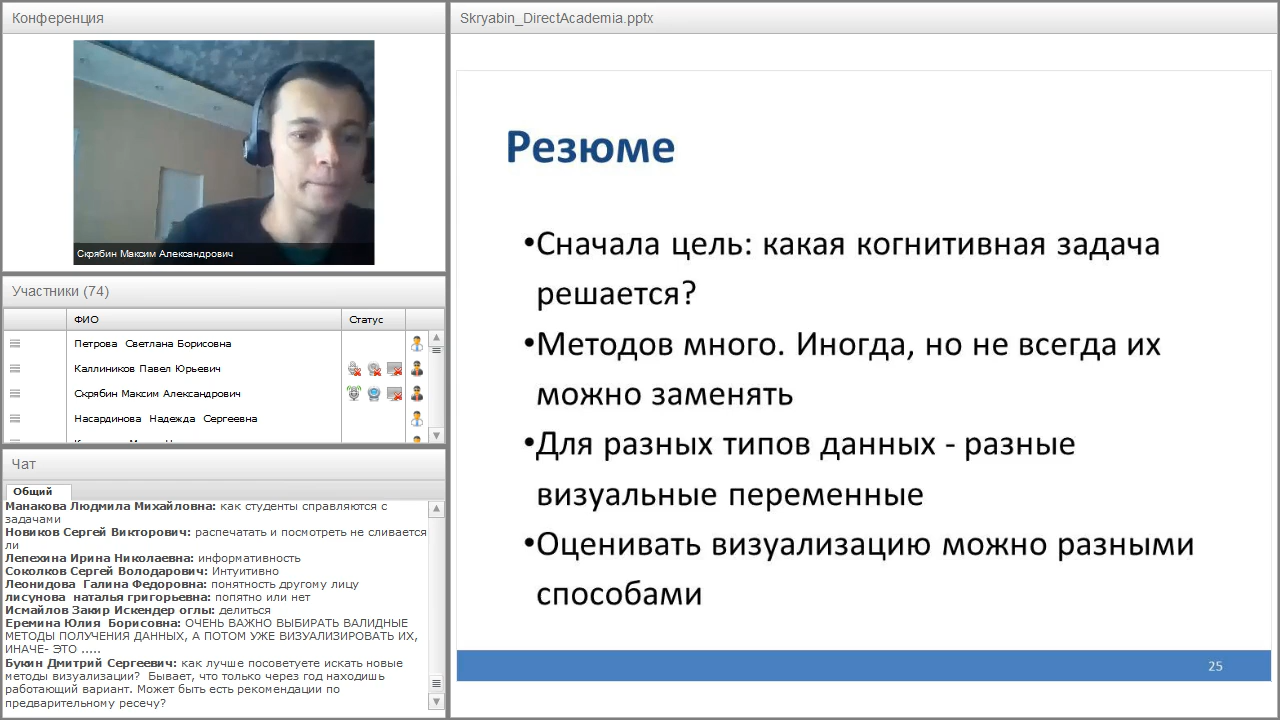 Конференция
Скрябин Максим Александрович
Участники (74)
ФИО
Статус
Петрова Светлана Борисовна
Каллиников Павел Юрьевич
Скрябин Максим Александрович
Насардинова Надежда Сергеевна
Чат
Общий
Манакова Людмила Михайловна: как студенты справляются с
задачами
Новиков Сергей Викторович: распечатать и посмотреть не сливается
ли
Лепехина Ирина Николаевна: информативность
Соколков Сергей Володарович: Интуитивно
Леонидова Галина Федоровна: понятность другому лицу
лисунова наталья григорьевна: попятно или нет
Исмайлов Закир Искендер оглы: делиться
Еремина Юлия Борисовна: ОЧЕНЬ ВАЖНО ВЫБИРАТЬ ВАЛИДНЫЕ
МЕТОДЫ ПОЛУЧЕНИЯ ДАННЫХ, А ПОТОМ УЖЕ ВИЗУАЛИЗИРОВАТЬ ИХ,
ИНАЧЕ- ЭТО .....
Букин Дмитрий Сергеевич: как лучше посоветуете искать новые
методы визуализации? Бывает, что только через год находишь
работающий вариант. Может быть есть рекомендации по
предварительному ресечу?
Skryabin_DirectAcademia.pptx
Резюме
•Сначала цель: какая когнитивная задача
решается?
•Методов много. Иногда, но не всегда их
можно заменять
•Для разных типов данных - разные
визуальные переменные
•Оценивать визуализацию можно разными
способами
25